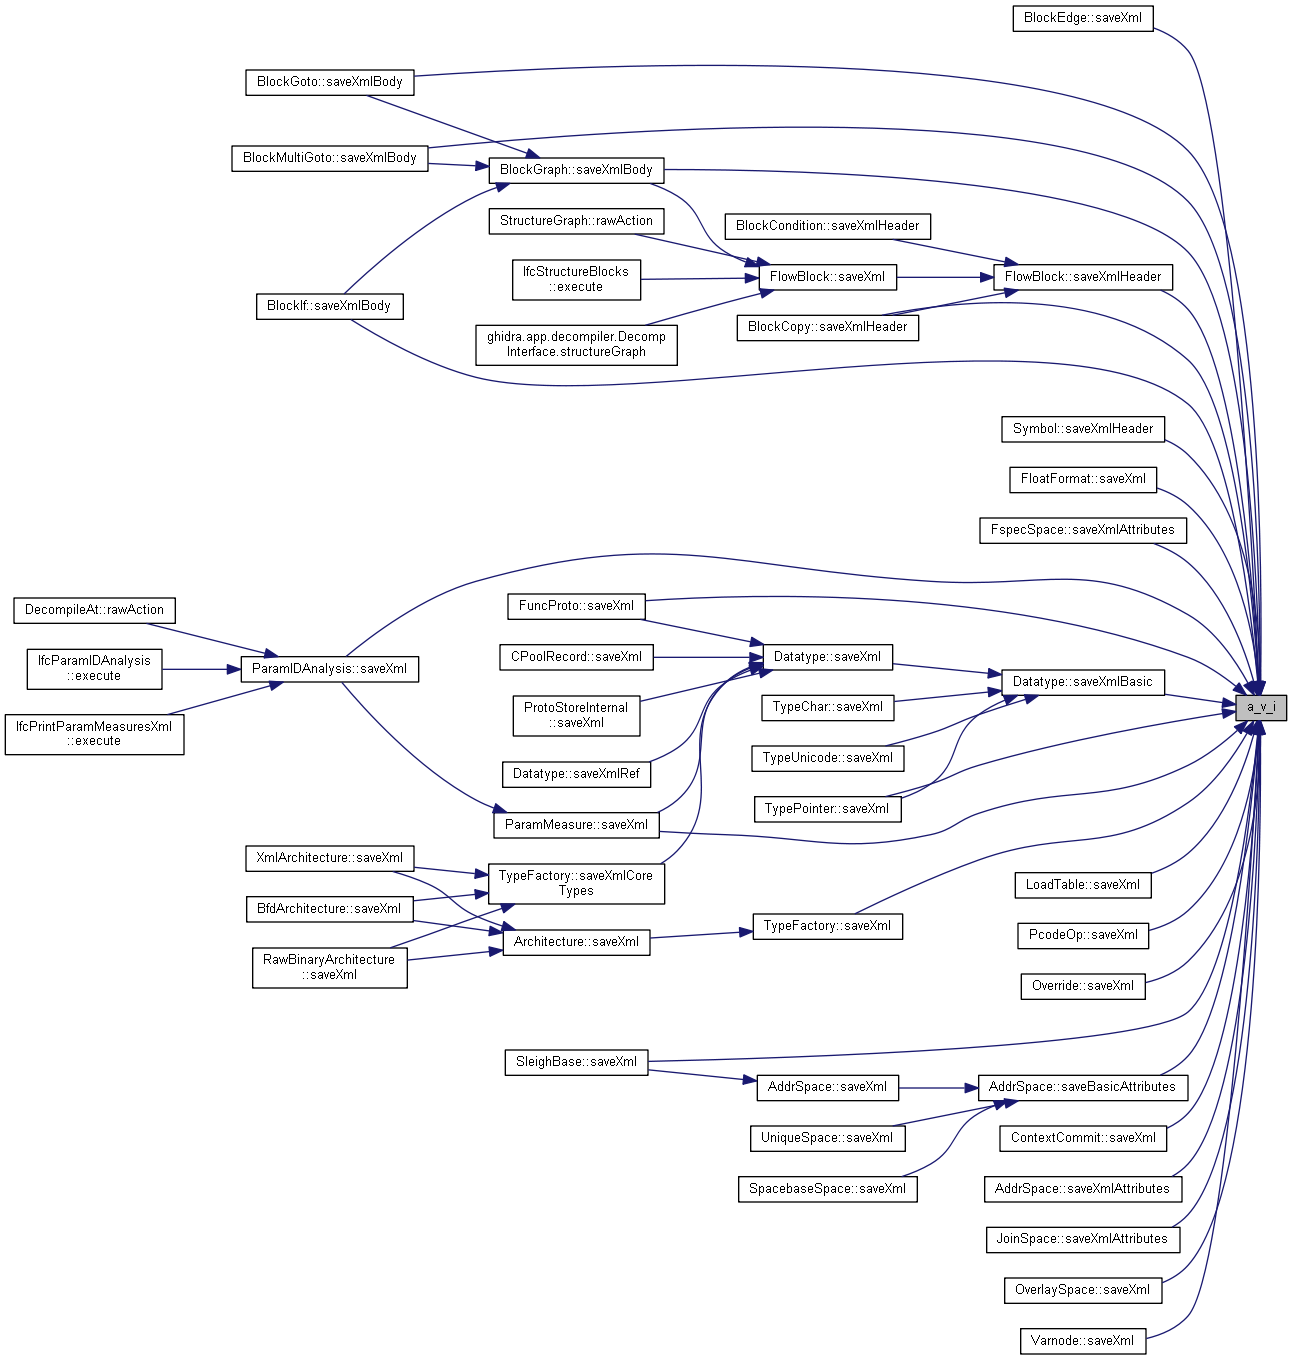 BlockEdge::saveXml
BlockGoto::saveXmlBody
BlockMultiGoto::saveXmlBody
BlockGraph::saveXmlBody
StructureGraph::rawAction
BlockCondition::saveXmlHeader
IfcStructureBlocks
::execute
FlowBlock::saveXml
FlowBlock::saveXmlHeader
BlockIf::saveXmlBody
BlockCopy::saveXmlHeader
ghidra.app.decompiler.Decomp
Interface.structureGraph
Symbol::saveXmlHeader
FloatFormat::saveXml
FspecSpace::saveXmlAttributes
DecompileAt::rawAction
FuncProto::saveXml
IfcParamIDAnalysis
::execute
ParamIDAnalysis::saveXml
CPoolRecord::saveXml
Datatype::saveXml
Datatype::saveXmlBasic
ProtoStoreInternal
::saveXml
TypeChar::saveXml
a_v_i
IfcPrintParamMeasuresXml
::execute
Datatype::saveXmlRef
TypeUnicode::saveXml
TypePointer::saveXml
ParamMeasure::saveXml
XmlArchitecture::saveXml
TypeFactory::saveXmlCore
Types
LoadTable::saveXml
BfdArchitecture::saveXml
TypeFactory::saveXml
PcodeOp::saveXml
Architecture::saveXml
RawBinaryArchitecture
::saveXml
Override::saveXml
SleighBase::saveXml
AddrSpace::saveXml
AddrSpace::saveBasicAttributes
UniqueSpace::saveXml
ContextCommit::saveXml
SpacebaseSpace::saveXml
AddrSpace::saveXmlAttributes
JoinSpace::saveXmlAttributes
OverlaySpace::saveXml
Varnode::saveXml